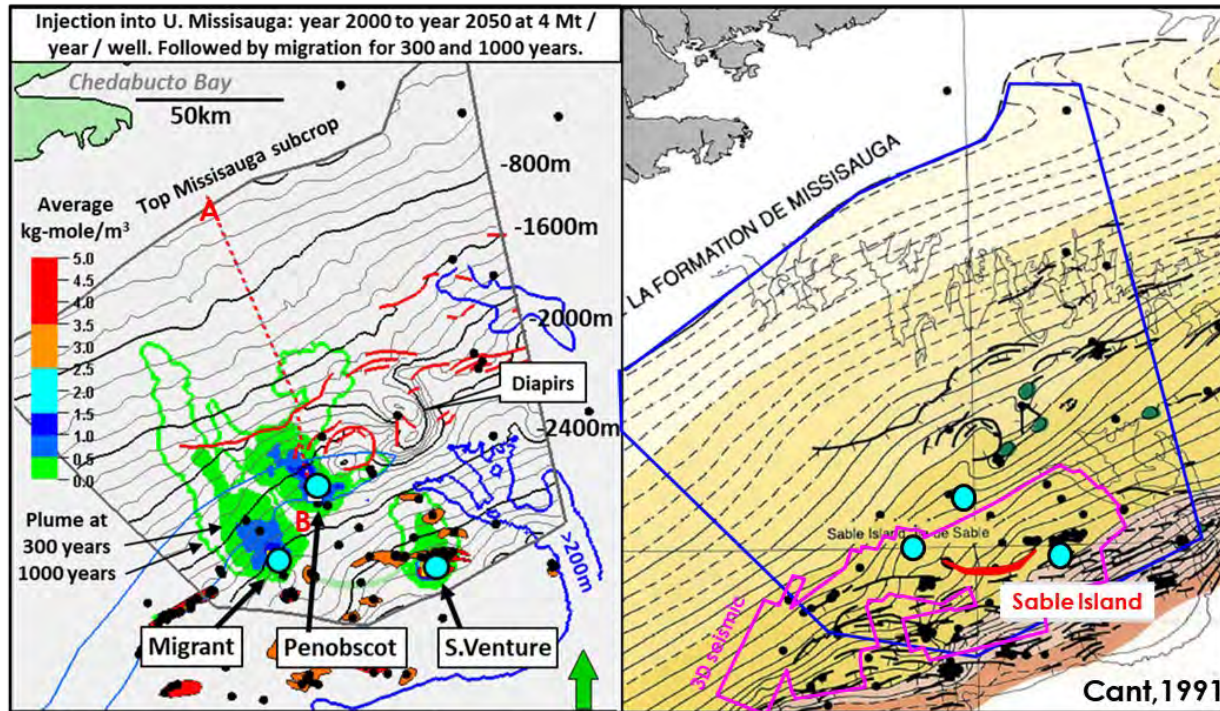 Injection into U. Missisauga: year 2000 to year 2050 at 4 Mt /
year / well. Followed by migration for 300 and 1000 years.
Chedabucto Bay
50km
Top Missisauga subcrop
-800m
A
-1600m
Average
kg-mole/m³
5.0
4.5
4.0
3.5
3.0
2.5
2.0
1.5
1.0
0.5
0.0
-2000m
Diapirs
-2400m
Plume at
300 years
1000 years
B
>200m
Migrant
Penobscot
S.Venture
LA FORMATION DE MISSISAUGA
Sable Island
de Sable
Sable Island
3D seismic
Cant,1991